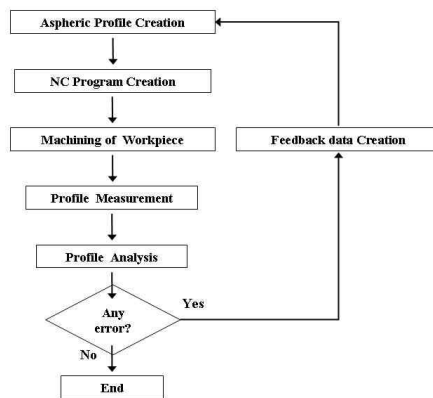 Aspheric Profile Creation
NC Program Creation
Machining of Workpiece
Feedback data Creation
Profile Measurement
Profile Analysis
Yes
Any
error?
No
End